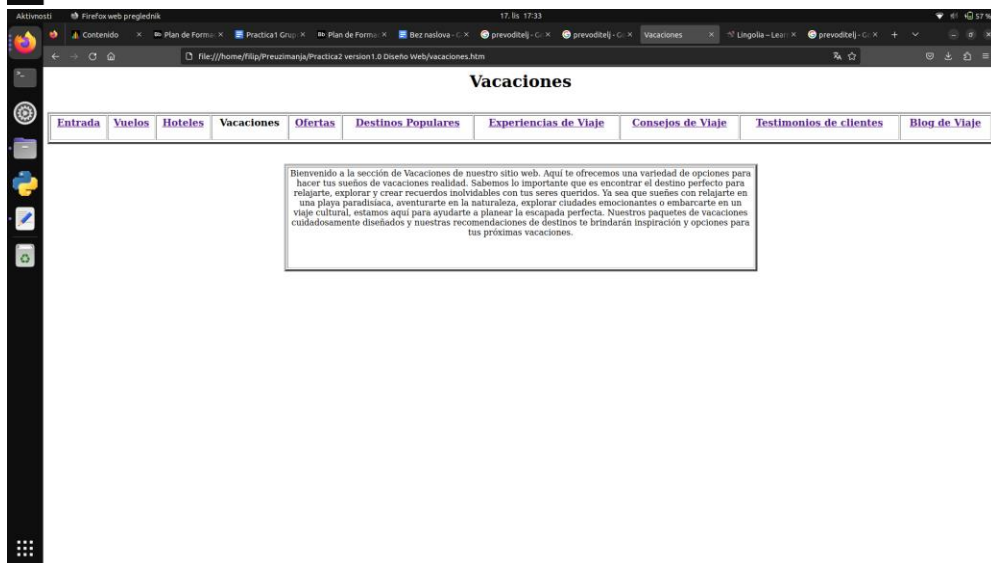 Aktivnosti Firefox web preglednik 17. lis 17:33 57 %
Contenido Plan de Forma Practica1 Grup Plan de Forma Bez naslova prevoditelj prevoditelj Vacaciones Lingolia – Lear prevoditelj
file:///home/filip/Preuzimanja/Practica2 version1.0 Diseño Web/vacaciones.htm
Vacaciones
Entrada Vuelos Hoteles Vacaciones Ofertas Destinos Populares Experiencias de Viaje Consejos de Viaje Testimonios de clientes Blog de Viaje
Bienvenido a la sección de Vacaciones de nuestro sitio web. Aquí te ofrecemos una variedad de opciones para
hacer tus sueños de vacaciones realidad. Sabemos lo importante que es encontrar el destino perfecto para
relajarte, explorar y crear recuerdos inolvidables con tus seres queridos. Ya sea que sueñes con relajarte en
una playa paradisíaca, aventurarte en la naturaleza, explorar ciudades emocionantes o embarcarte en un
viaje cultural, estamos aquí para ayudarte a planear la escapada perfecta. Nuestros paquetes de vacaciones
cuidadosamente diseñados y nuestras recomendaciones de destinos te brindarán inspiración y opciones para
tus próximas vacaciones.